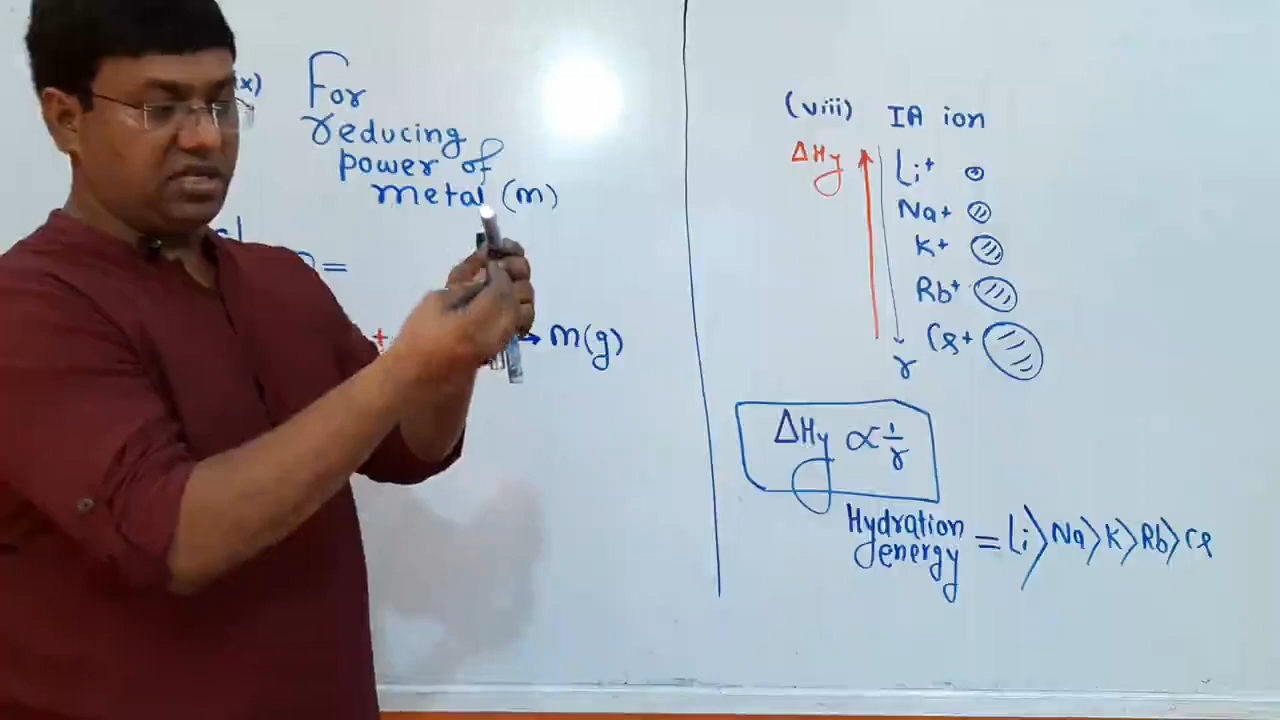 For
reducing
power of
metal (m)
=
+
→ m(g)
(viii) IA ion
ΔHy
Li+
Na+
K+
Rb+
Cs+
r
ΔHy ∝ 1/r
Hydration
energy = Li > Na > K > Rb > Cs